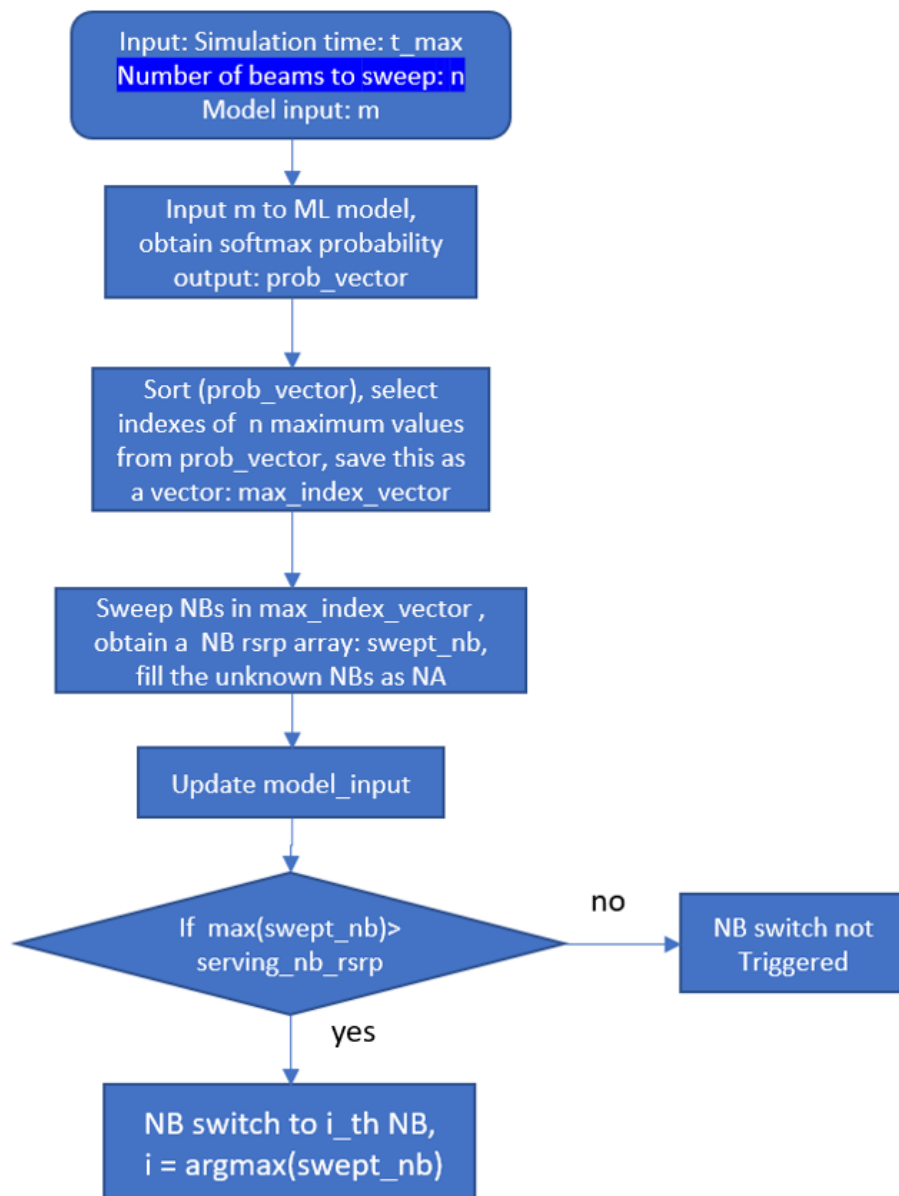 Input: Simulation time: t_max
Number of beams to sweep: n
Model input: m
Input m to ML model,
obtain softmax probability
output: prob_vector
Sort (prob_vector), select
indexes of n maximum values
from prob_vector, save this as
a vector: max_index_vector
Sweep NBs in max_index_vector ,
obtain a NB rsrp array: swept_nb,
fill the unknown NBs as NA
Update model_input
If max(swept_nb)>
serving_nb_rsrp
no
NB switch not
Triggered
yes
NB switch to i_th NB,
i = argmax(swept_nb)